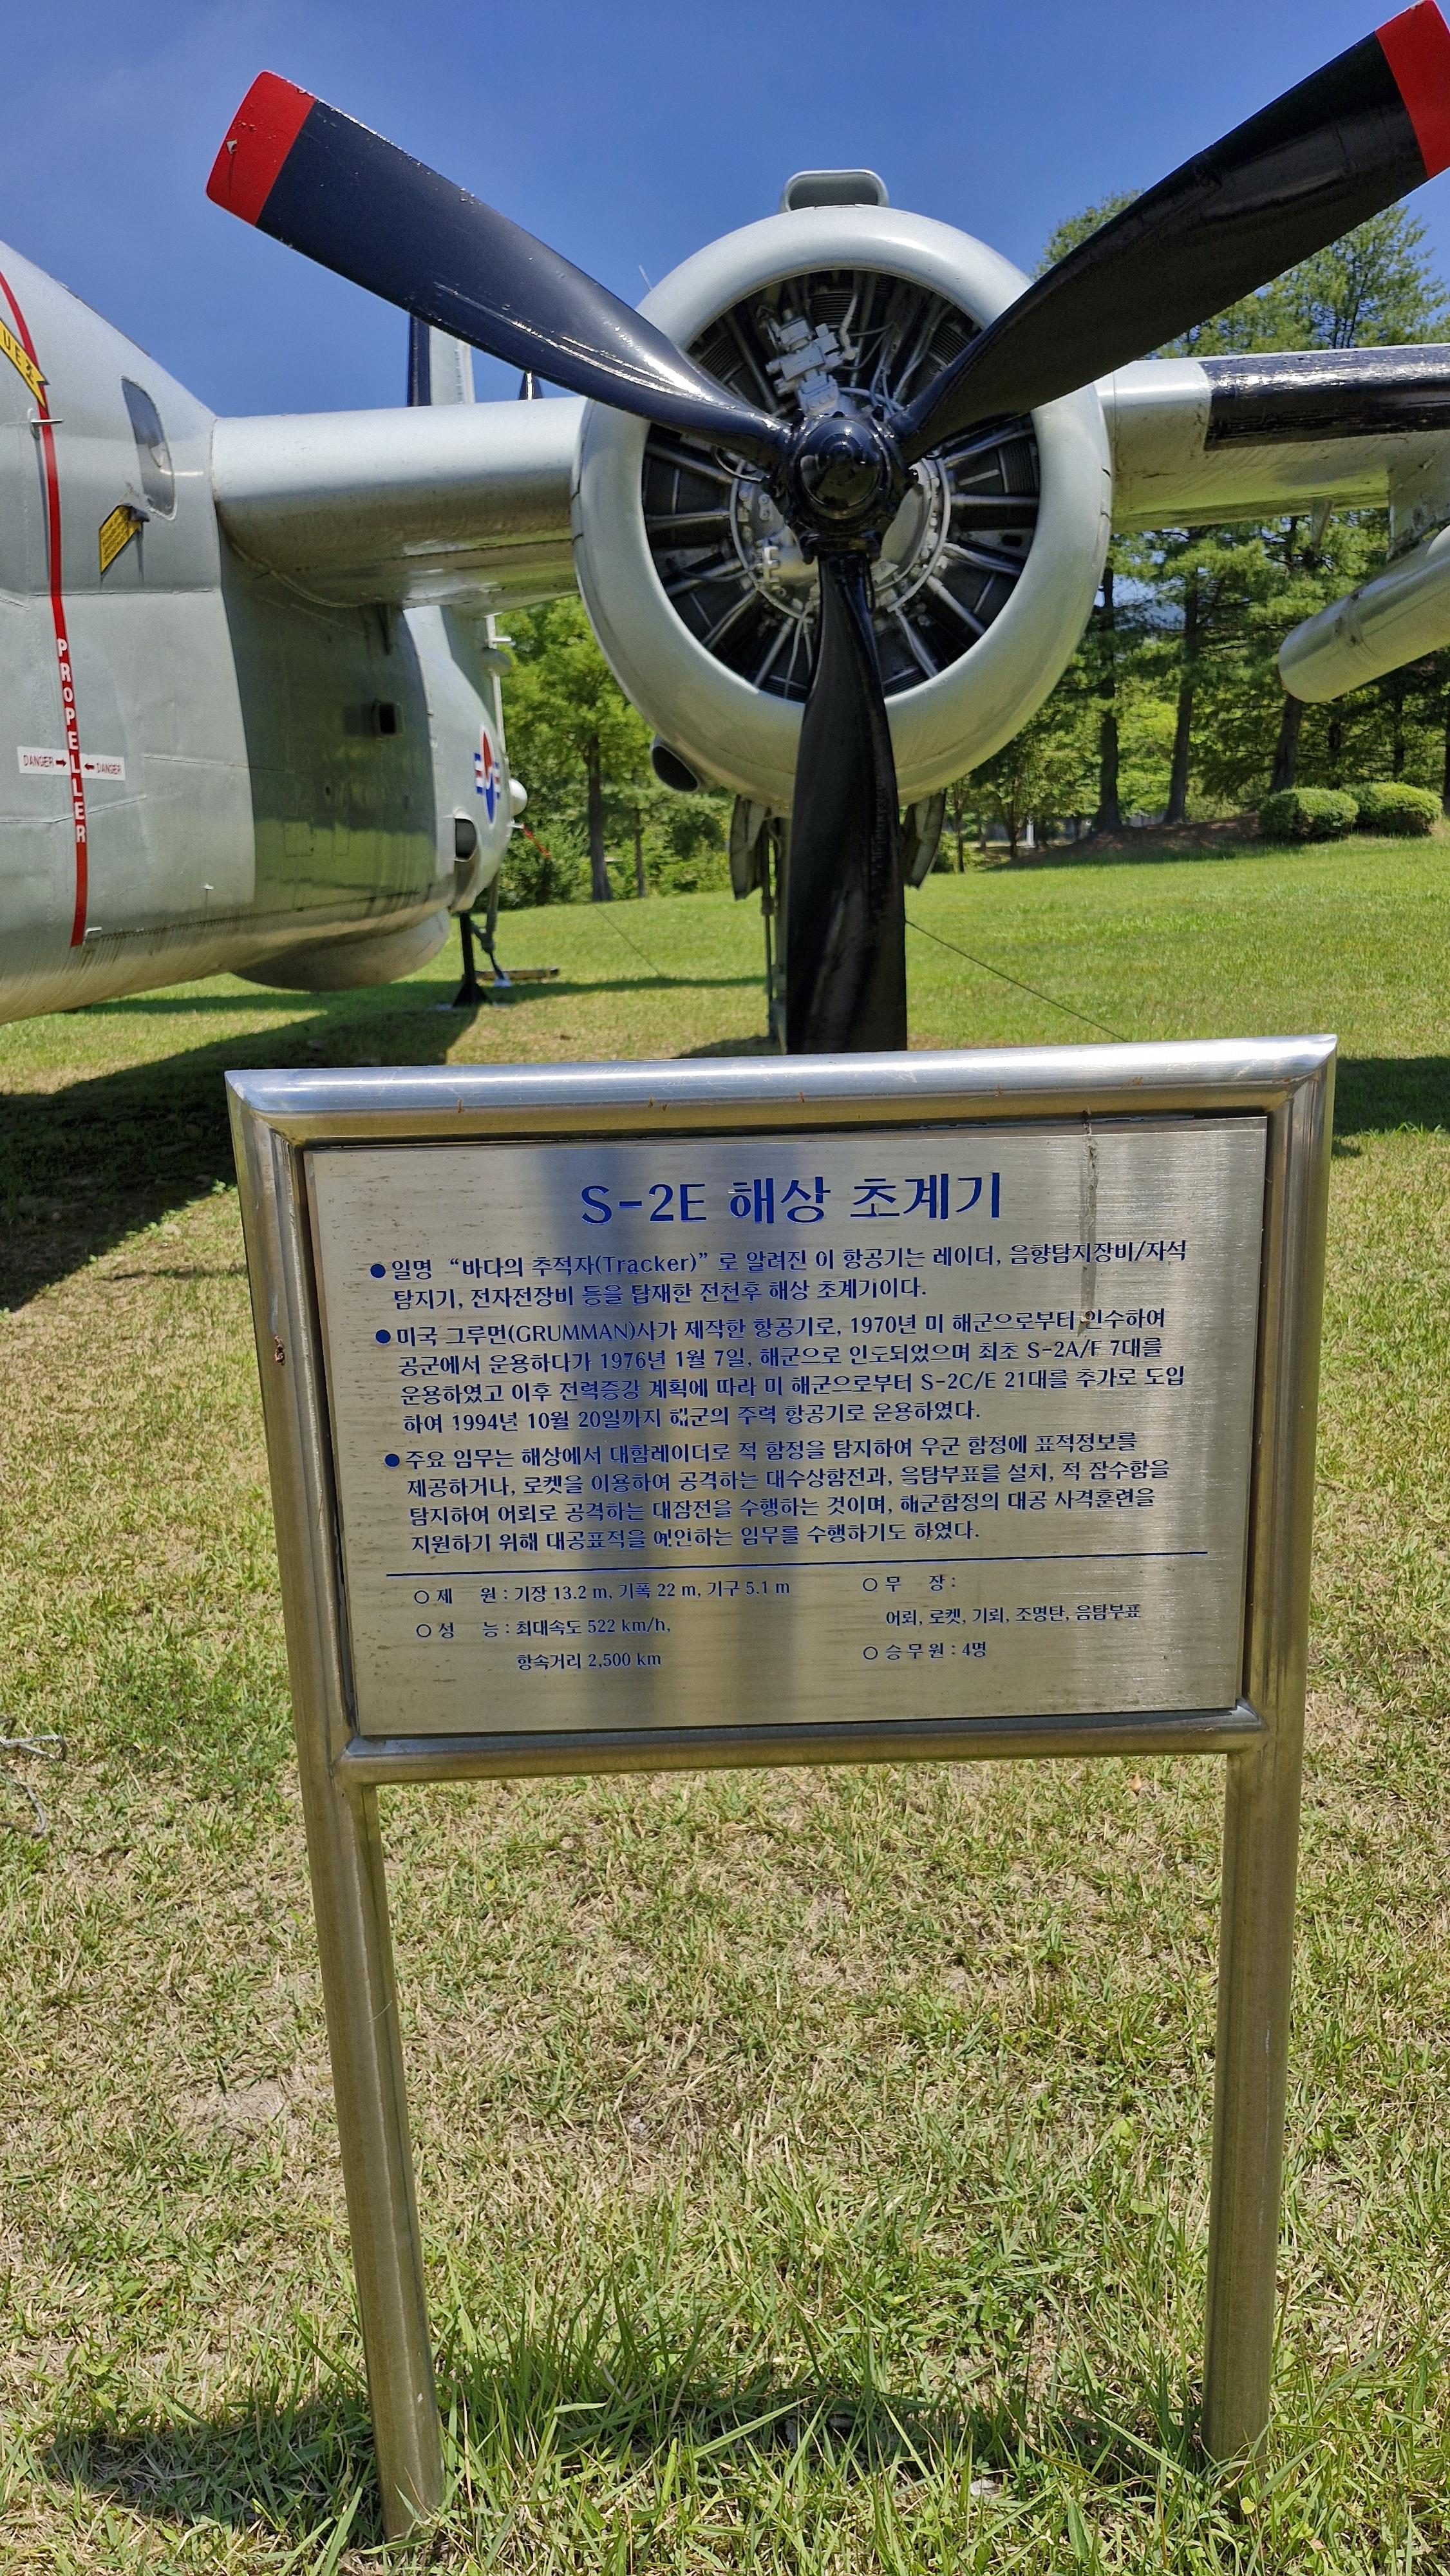 S-2E 해상 초계기
●일명 “바다의 추적자(Tracker)”로 알려진 이 항공기는 레이더, 음향탐지장비/자석
탐지기, 전자전장비 등을 탑재한 전천후 해상 초계기이다.
●미국 그루먼(GRUMMAN)사가 제작한 항공기로, 1970년 미 해군으로부터 인수하여
공군에서 운용하다가 1976년 1월 7일, 해군으로 인도되었으며 최초 S-2A/F 7대를
운용하였고 이후 전력증강 계획에 따라 미 해군으로부터 S-2C/E 21대를 추가로 도입
하여 1994년 10월 20일까지 해군의 주력 항공기로 운용하였다.
●주요 임무는 해상에서 대함레이더로 적 함정을 탐지하여 우군 함정에 표적정보를
제공하거나, 로켓을 이용하여 공격하는 대수상함전과, 음탐부표를 설치, 적 잠수함을
탐지하여 어뢰로 공격하는 대잠전을 수행하는 것이며, 해군함정의 대공 사격훈련을
지원하기 위해 대공표적을 예인하는 임무를 수행하기도 하였다.
○ 제 원 : 기장 13.2 m, 기폭 22 m, 기구 5.1 m
○ 성 능 : 최대속도 522 km/h,
항속거리 2,500 km
○ 무 장 :
어뢰, 로켓, 기뢰, 조명탄, 음탐부표
○ 승무원 : 4명
PROPELLER
DANGER DANGER